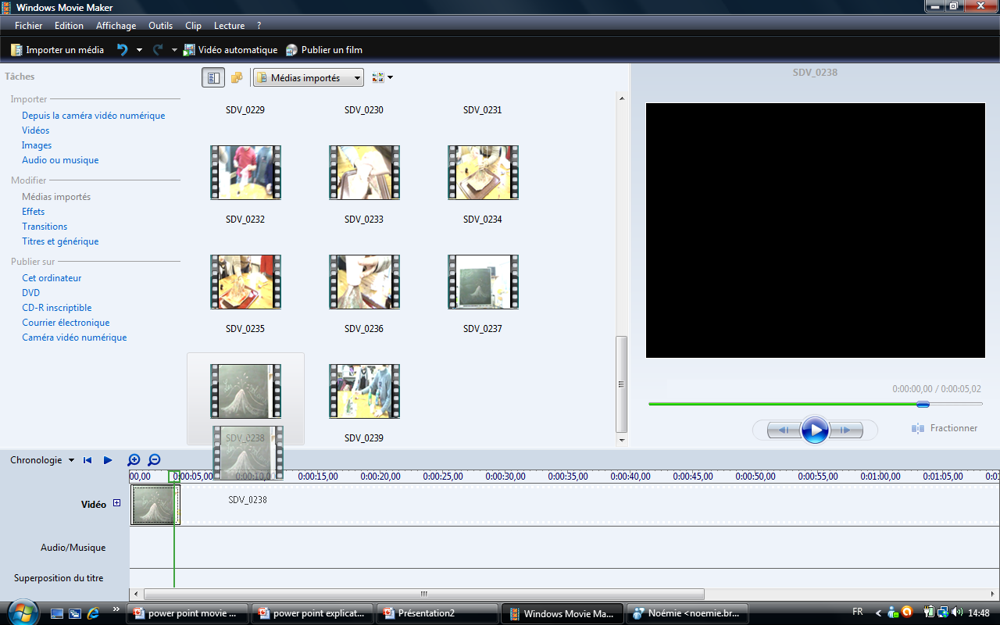 Windows Movie Maker
Fichier Edition Affichage Outils Clip Lecture ?
Importer un média Vidéo automatique Publier un film
Tâches
Importer
Depuis la caméra vidéo numérique
Vidéos
Images
Audio ou musique
Modifier
Médias importés
Effets
Transitions
Titres et générique
Publier sur
Cet ordinateur
DVD
CD-R inscriptible
Courrier électronique
Caméra vidéo numérique
Médias importés
SDV_0229 SDV_0230 SDV_0231
SDV_0232 SDV_0233 SDV_0234
SDV_0235 SDV_0236 SDV_0237
SDV_0238 SDV_0239
SDV_0238
0:00:00,00 / 0:00:05,02
Fractionner
Chronologie
00,00 0:00:05,00 0:00:10,00 0:00:15,00 0:00:20,00 0:00:25,00 0:00:30,00 0:00:35,00 0:00:40,00 0:00:45,00 0:00:50,00 0:00:55,00 0:01:00,00 0:01:05,00
Vidéo
SDV_0238
Audio/Musique
Superposition du titre
power point movie ... power point explicat... Présentation2 Windows Movie Ma... Noémie <noemie.br... FR 14:48